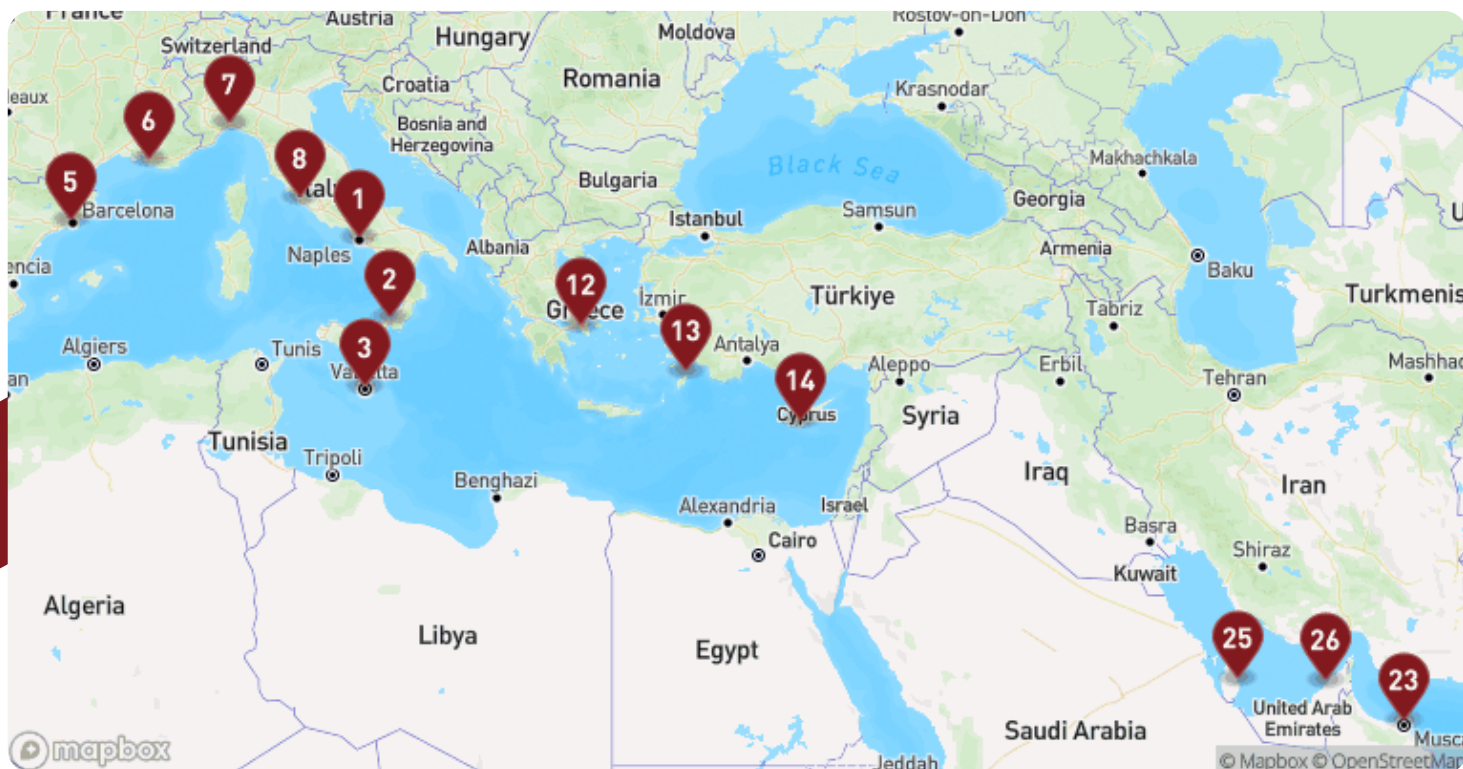 France
Austria
Rostov-on-Don
Switzerland
Hungary
Moldova
7
Croatia
Romania
Krasnodar
6
Bosnia and
Herzegovina
Black Sea
Makhachkala
8
Bulgaria
Georgia
5
1
Barcelona
Istanbul
Samsun
Albania
Armenia
Naples
Baku
2
12
İzmir
Türkiye
Turkmenis
Greece
Tabriz
13
Algiers
Tunis
3
Antalya
Aleppo
Erbil
Mashhad
Valletta
14
Tehran
Cyprus
Syria
Tunisia
Tripoli
Iraq
Benghazi
Iran
Alexandria
Israel
Basra
Cairo
Shiraz
Kuwait
Algeria
Libya
Egypt
25
26
23
United Arab
Emirates
Saudi Arabia
Musca
mapbox
Jeddah
© Mapbox © OpenStreetMap